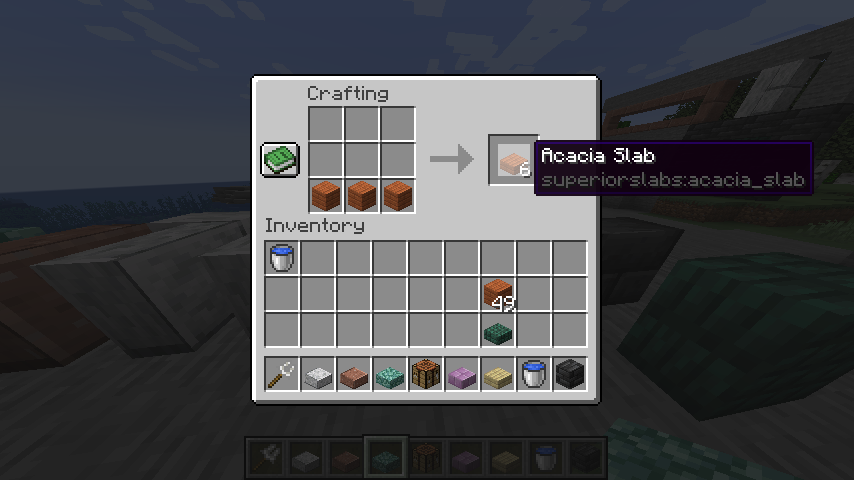 Crafting
6
Acacia Slab
superiorslabs:acacia_slab
Inventory
49